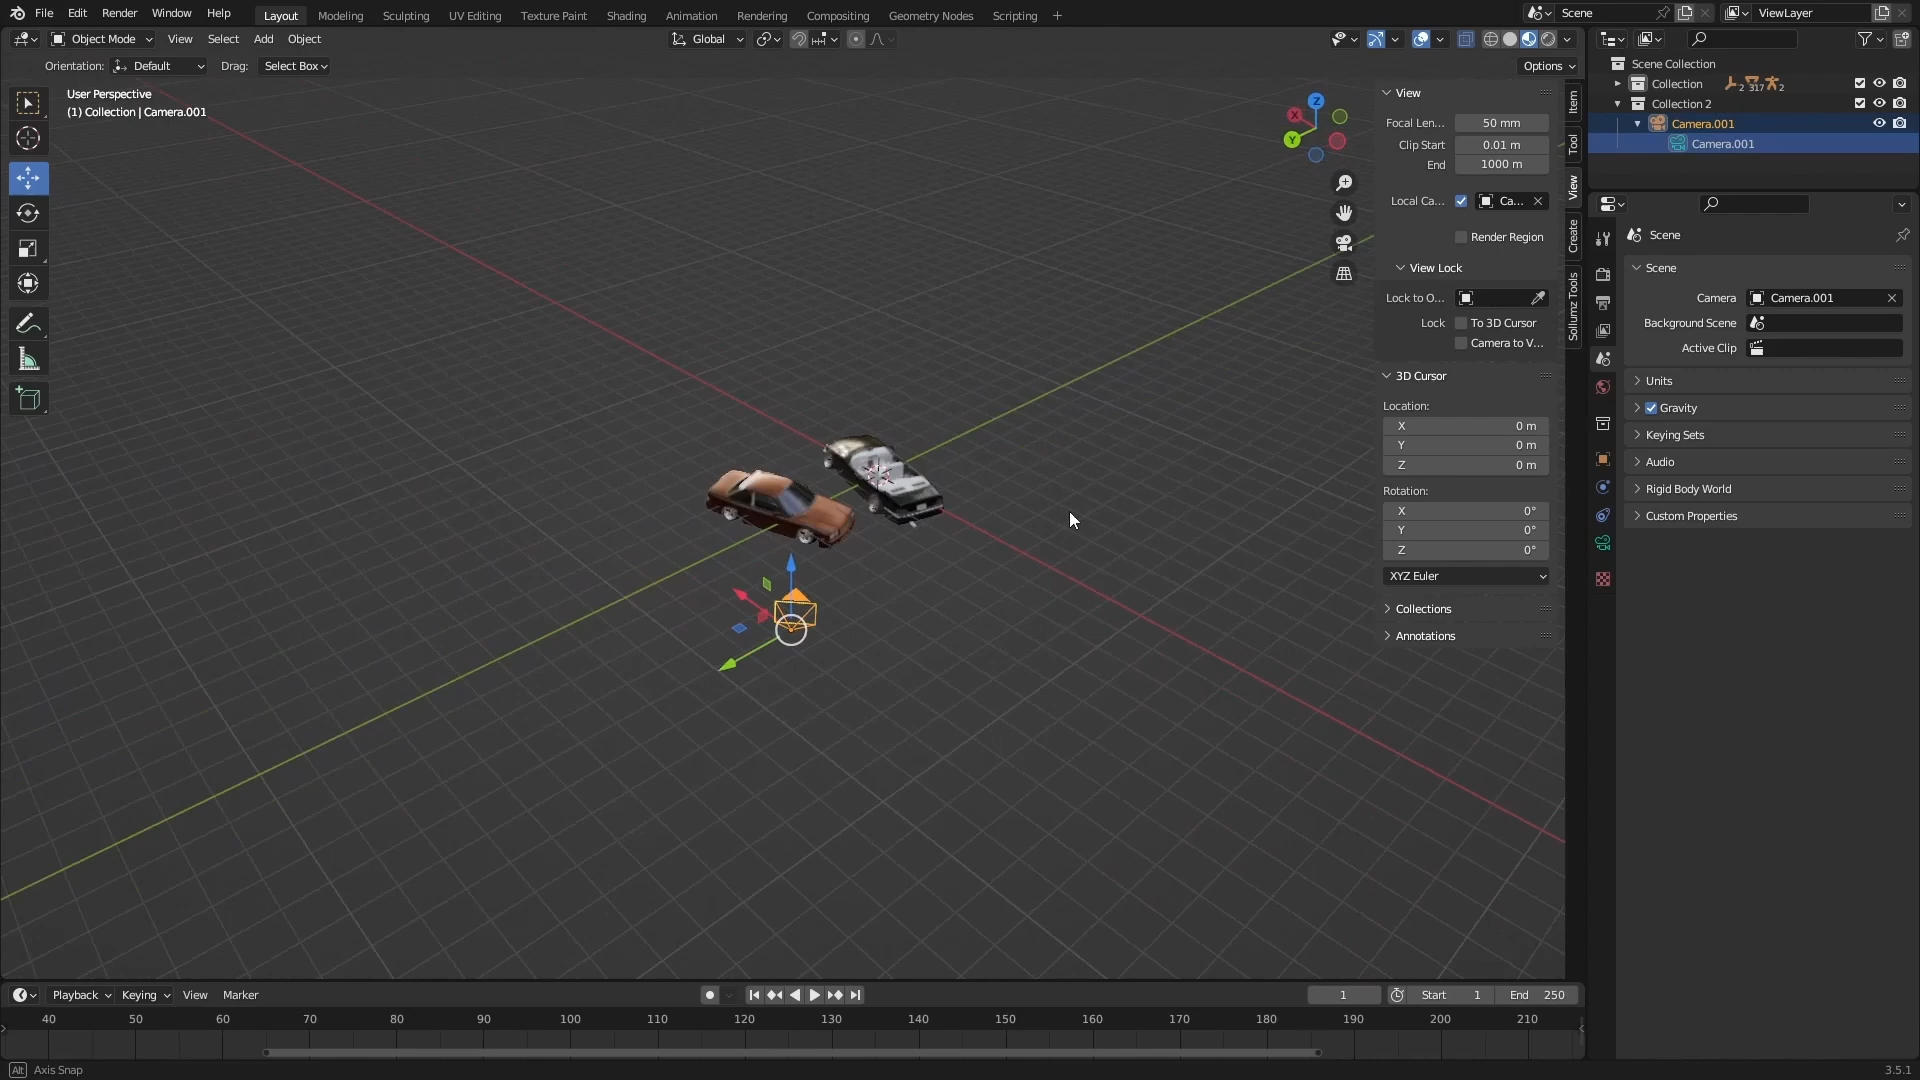 File Edit Render Window Help Layout Modeling Sculpting UV Editing Texture Paint Shading Animation Rendering Compositing Geometry Nodes Scripting + Scene ViewLayer
Object Mode View Select Add Object Global
Orientation: Default Drag: Select Box Options
User Perspective
(1) Collection | Camera.001
Z
X
Y
View
Focal Len... 50 mm
Clip Start 0.01 m
End 1000 m
Local Ca... Ca...
Render Region
View Lock
Lock to O...
Lock To 3D Cursor
Camera to V...
3D Cursor
Location:
X 0 m
Y 0 m
Z 0 m
Rotation:
X 0°
Y 0°
Z 0°
XYZ Euler
Collections
Annotations
Item
Tool
View
Create
Sollumz Tools
Scene Collection
Collection 2 317 2
Collection 2
Camera.001
Camera.001
Scene
Scene
Camera Camera.001
Background Scene
Active Clip
Units
Gravity
Keying Sets
Audio
Rigid Body World
Custom Properties
Playback Keying View Marker 1 Start 1 End 250
40 50 60 70 80 90 100 110 120 130 140 150 160 170 180 190 200 210
Alt Axis Snap 3.5.1